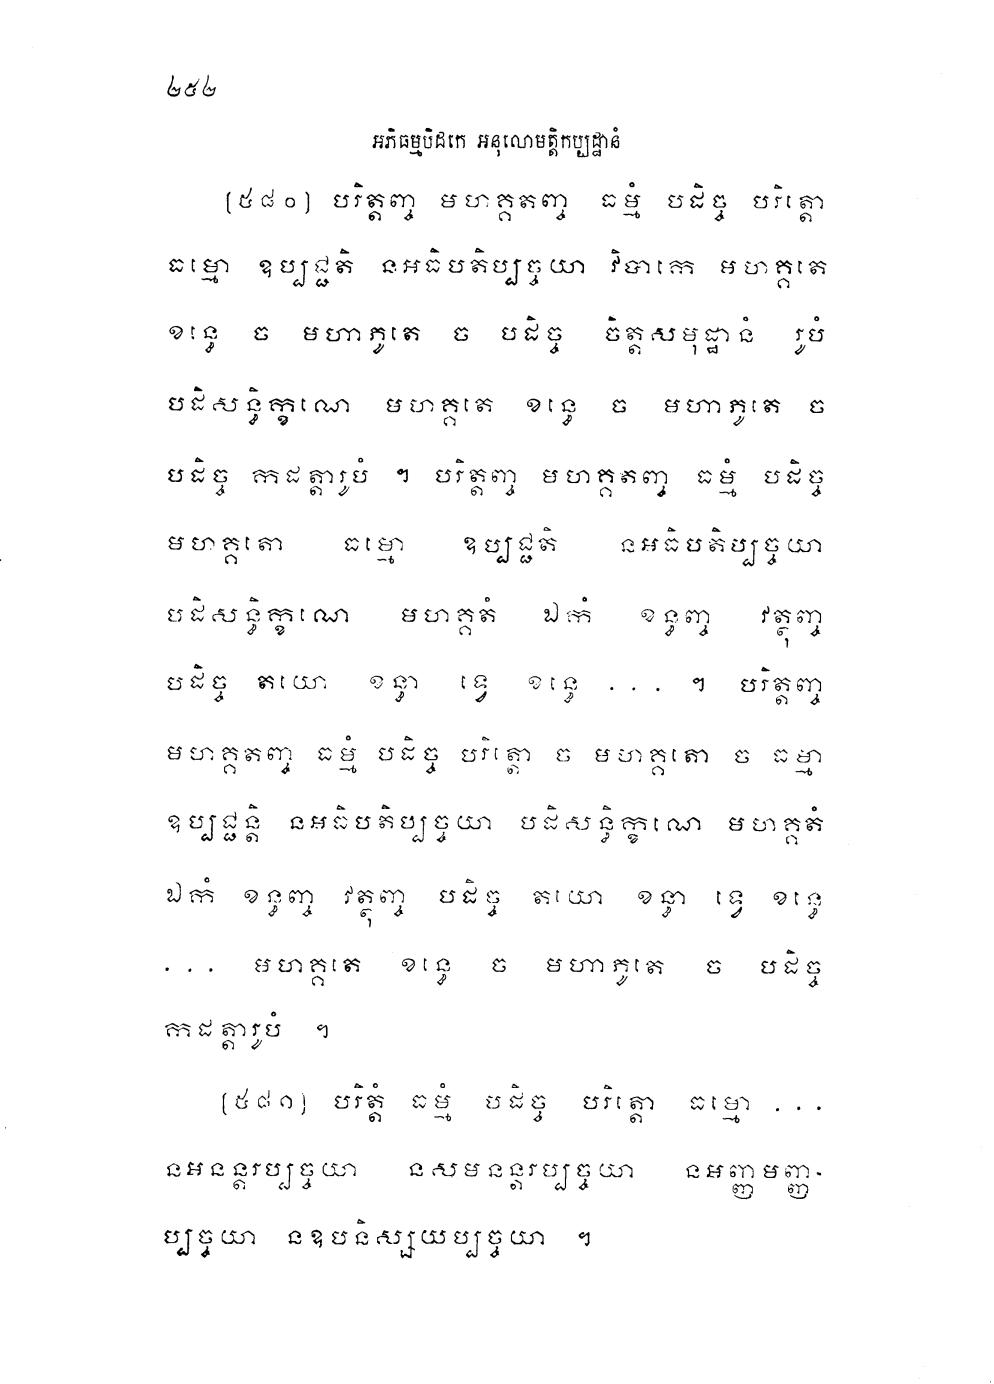 ២៥២
អភិធម្មបិដកេ អនុលោមត្តិកប្បដ្ឋានំ
[៥៨០] បរិត្តញ្ច មហគ្គតញ្ច ធម្មំ បដិច្ច បរិត្តោ
ធម្មោ ឧប្បជ្ជតិ នអធិបតិប្បច្ចយា វិបាកេ មហគ្គតេ
ខន្ធេ ច មហាភូតេ ច បដិច្ច ចិត្តសមុដ្ឋានំ រូបំ
បដិសន្ធិក្ខណេ មហគ្គតេ ខន្ធេ ច មហាភូតេ ច
បដិច្ច កដត្តារូបំ ។ បរិត្តញ្ច មហគ្គតញ្ច ធម្មំ បដិច្ច
មហគ្គតោ ធម្មោ ឧប្បជ្ជតិ នអធិបតិប្បច្ចយា
បដិសន្ធិក្ខណេ មហគ្គតំ ឯកំ ខន្ធញ្ច វត្ថុញ្ច
បដិច្ច តយោ ខន្ធា ទ្វេ ខន្ធេ ... ។ បរិត្តញ្ច
មហគ្គតញ្ច ធម្មំ បដិច្ច បរិត្តោ ច មហគ្គតោ ច ធម្មា
ឧប្បជ្ជន្តិ នអធិបតិប្បច្ចយា បដិសន្ធិក្ខណេ មហគ្គតំ
ឯកំ ខន្ធញ្ច វត្ថុញ្ច បដិច្ច តយោ ខន្ធា ទ្វេ ខន្ធេ
... មហគ្គតេ ខន្ធេ ច មហាភូតេ ច បដិច្ច
កដត្តារូបំ ។
[៥៨១] បរិត្តំ ធម្មំ បដិច្ច បរិត្តោ ធម្មោ ...
នអនន្តរប្បច្ចយា នសមនន្តរប្បច្ចយា នអញ្ញមញ្ញ-
ប្បច្ចយា នឧបនិស្សយប្បច្ចយា ។